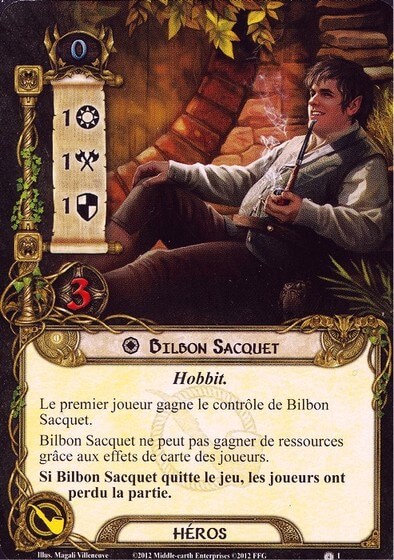 0
1
1
1
3
Bilbon Sacquet
Hobbit.
Le premier joueur gagne le contrôle de Bilbon
Sacquet.
Bilbon Sacquet ne peut pas gagner de ressources
grâce aux effets de carte des joueurs.
Si Bilbon Sacquet quitte le jeu, les joueurs ont
perdu la partie.
HÉROS
Illus. Magali Villeneuve ©2012 Middle-earth Enterprises ©2012 FFG 1